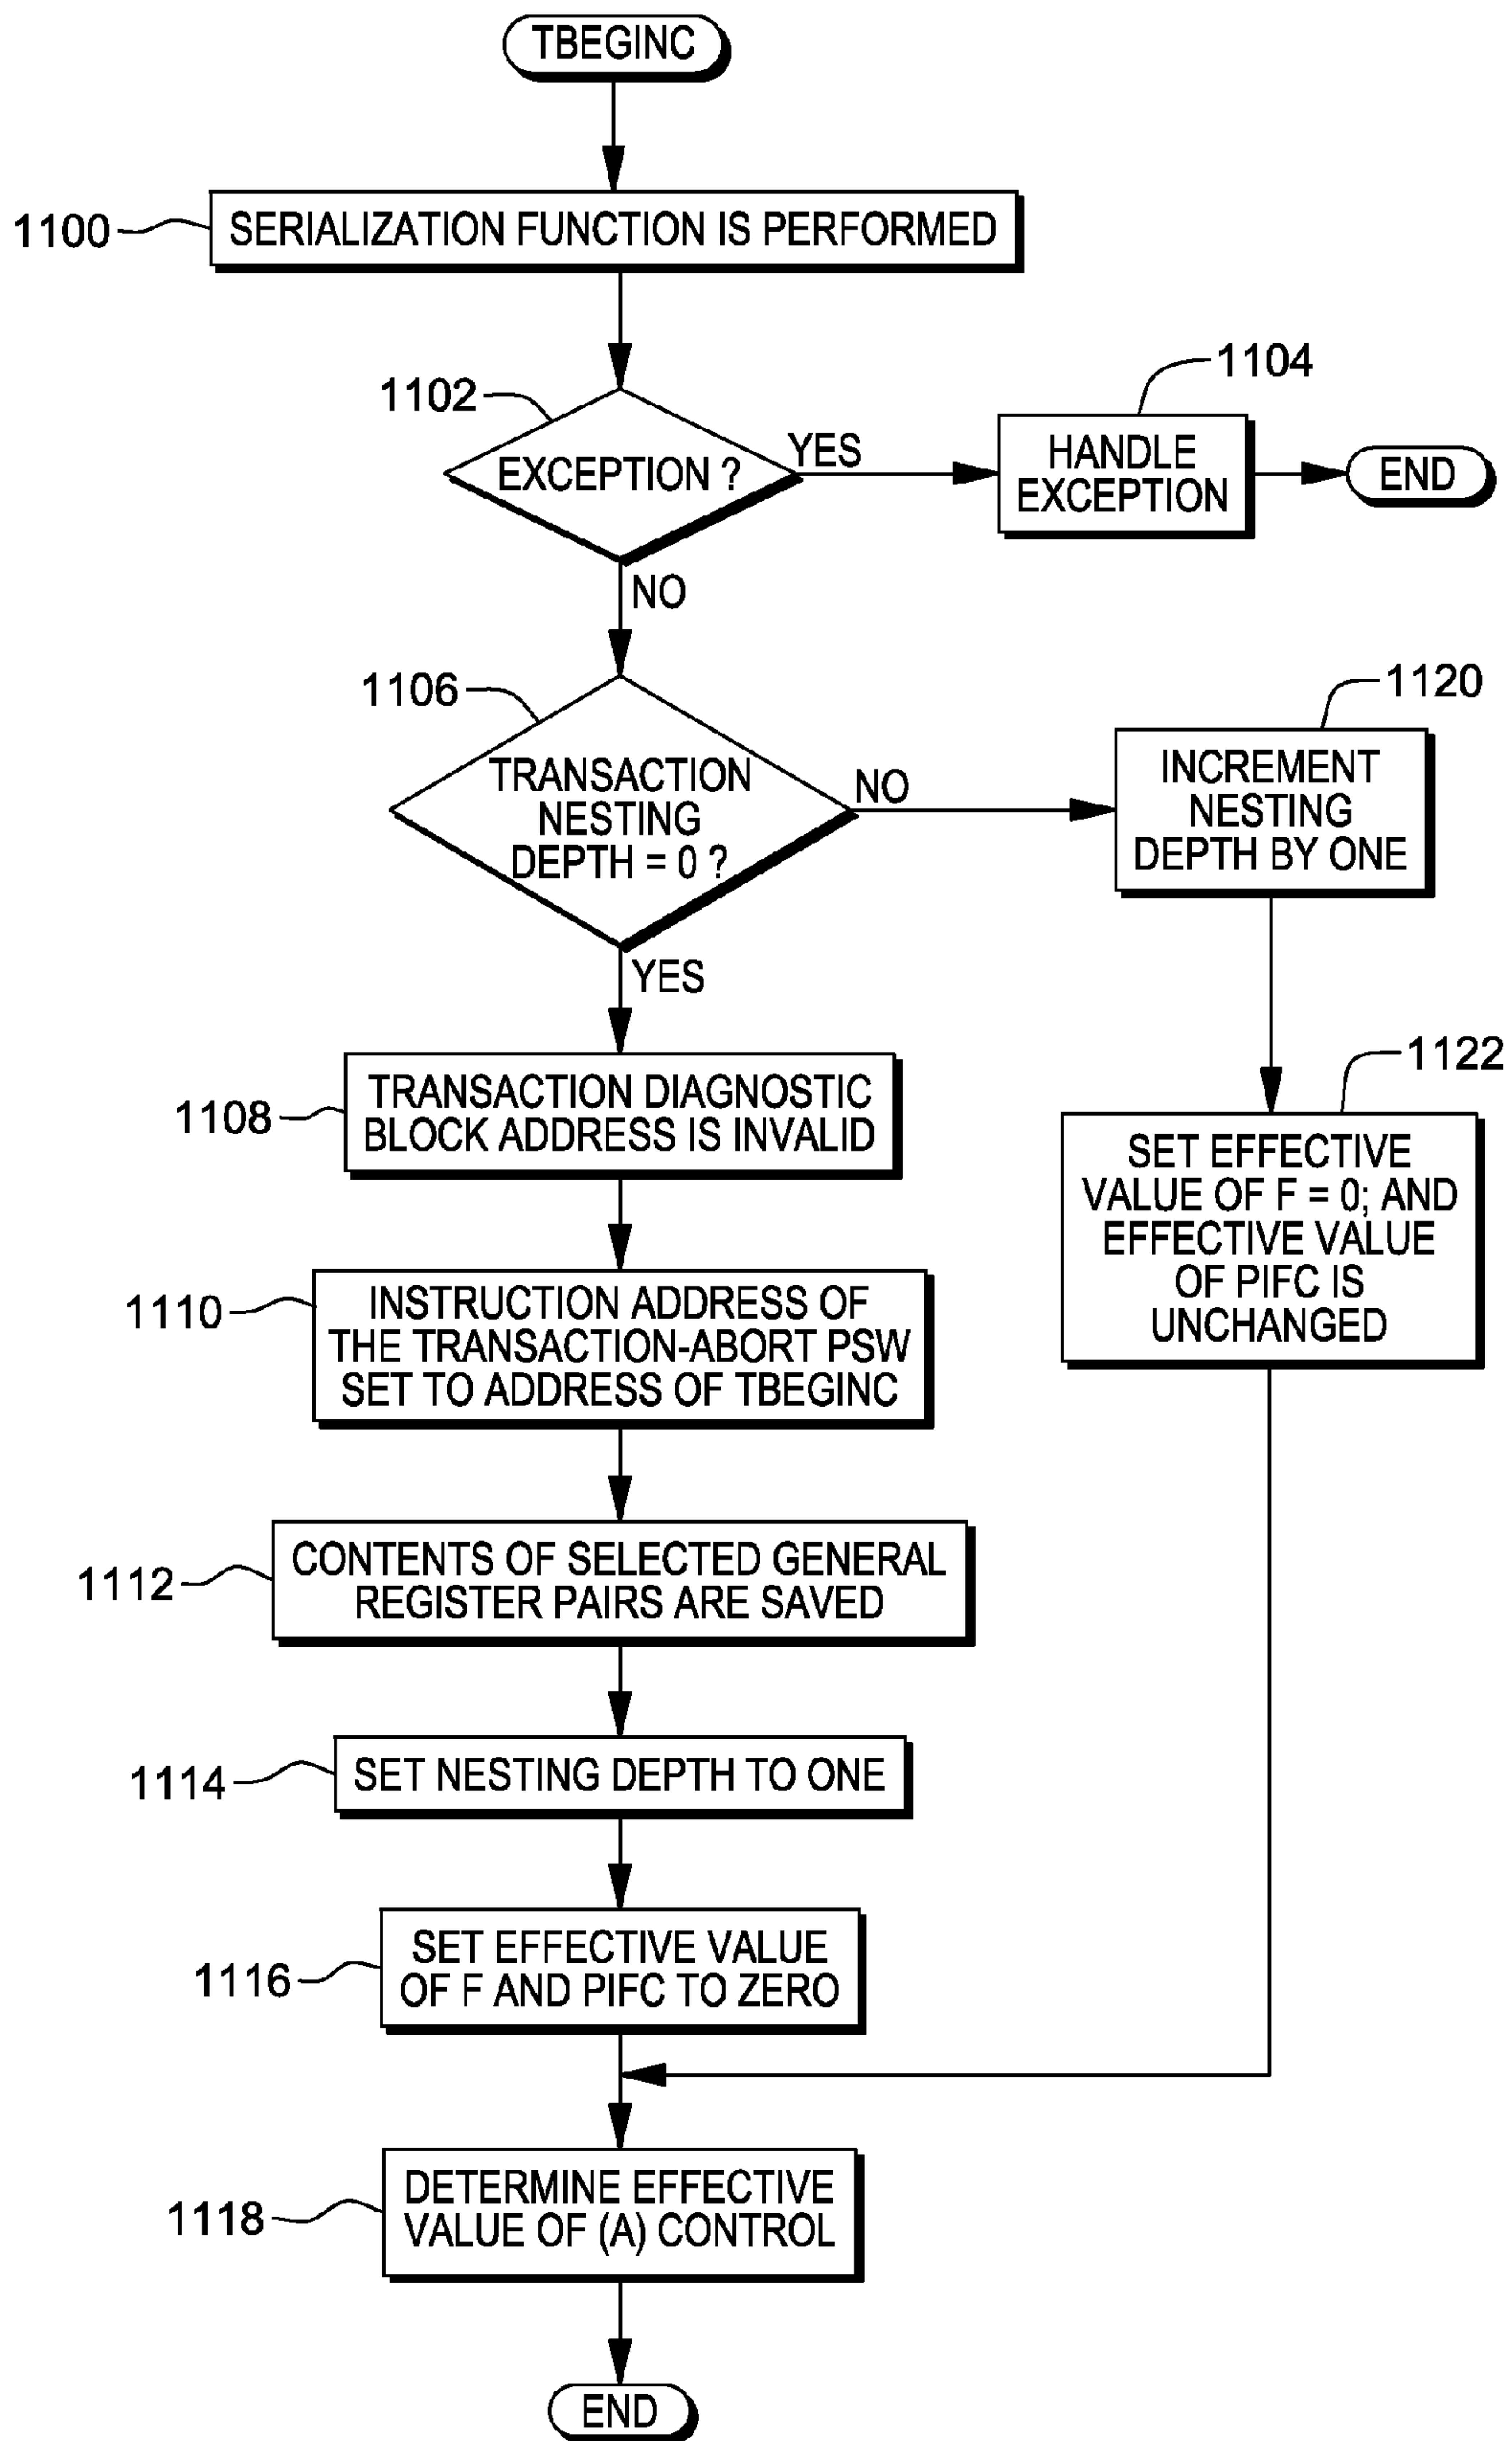 TBEGINC
1100
SERIALIZATION FUNCTION IS PERFORMED
1102
EXCEPTION ?
YES
1104
HANDLE
EXCEPTION
END
NO
1106
TRANSACTION
NESTING
DEPTH = 0 ?
NO
1120
INCREMENT
NESTING
DEPTH BY ONE
YES
1108
TRANSACTION DIAGNOSTIC
BLOCK ADDRESS IS INVALID
1122
SET EFFECTIVE
VALUE OF F = 0; AND
EFFECTIVE VALUE
OF PIFC IS
UNCHANGED
1110
INSTRUCTION ADDRESS OF
THE TRANSACTION-ABORT PSW
SET TO ADDRESS OF TBEGINC
1112
CONTENTS OF SELECTED GENERAL
REGISTER PAIRS ARE SAVED
1114
SET NESTING DEPTH TO ONE
1116
SET EFFECTIVE VALUE
OF F AND PIFC TO ZERO
1118
DETERMINE EFFECTIVE
VALUE OF (A) CONTROL
END